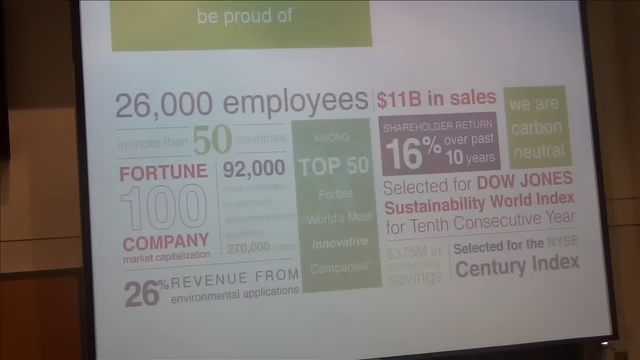 be proud of
26,000 employees
$11B in sales
we are
carbon
neutral
in more than 50 countries
AMONG
TOP 50
Forbes
'World's Most
Innovative
Companies'
SHAREHOLDER RETURN
16% over past
10 years
FORTUNE
100
COMPANY
market capitalization
92,000
270,000
Selected for DOW JONES
Sustainability World Index
for Tenth Consecutive Year
26% REVENUE FROM
environmental applications
savings
Selected for the NYSE
Century Index